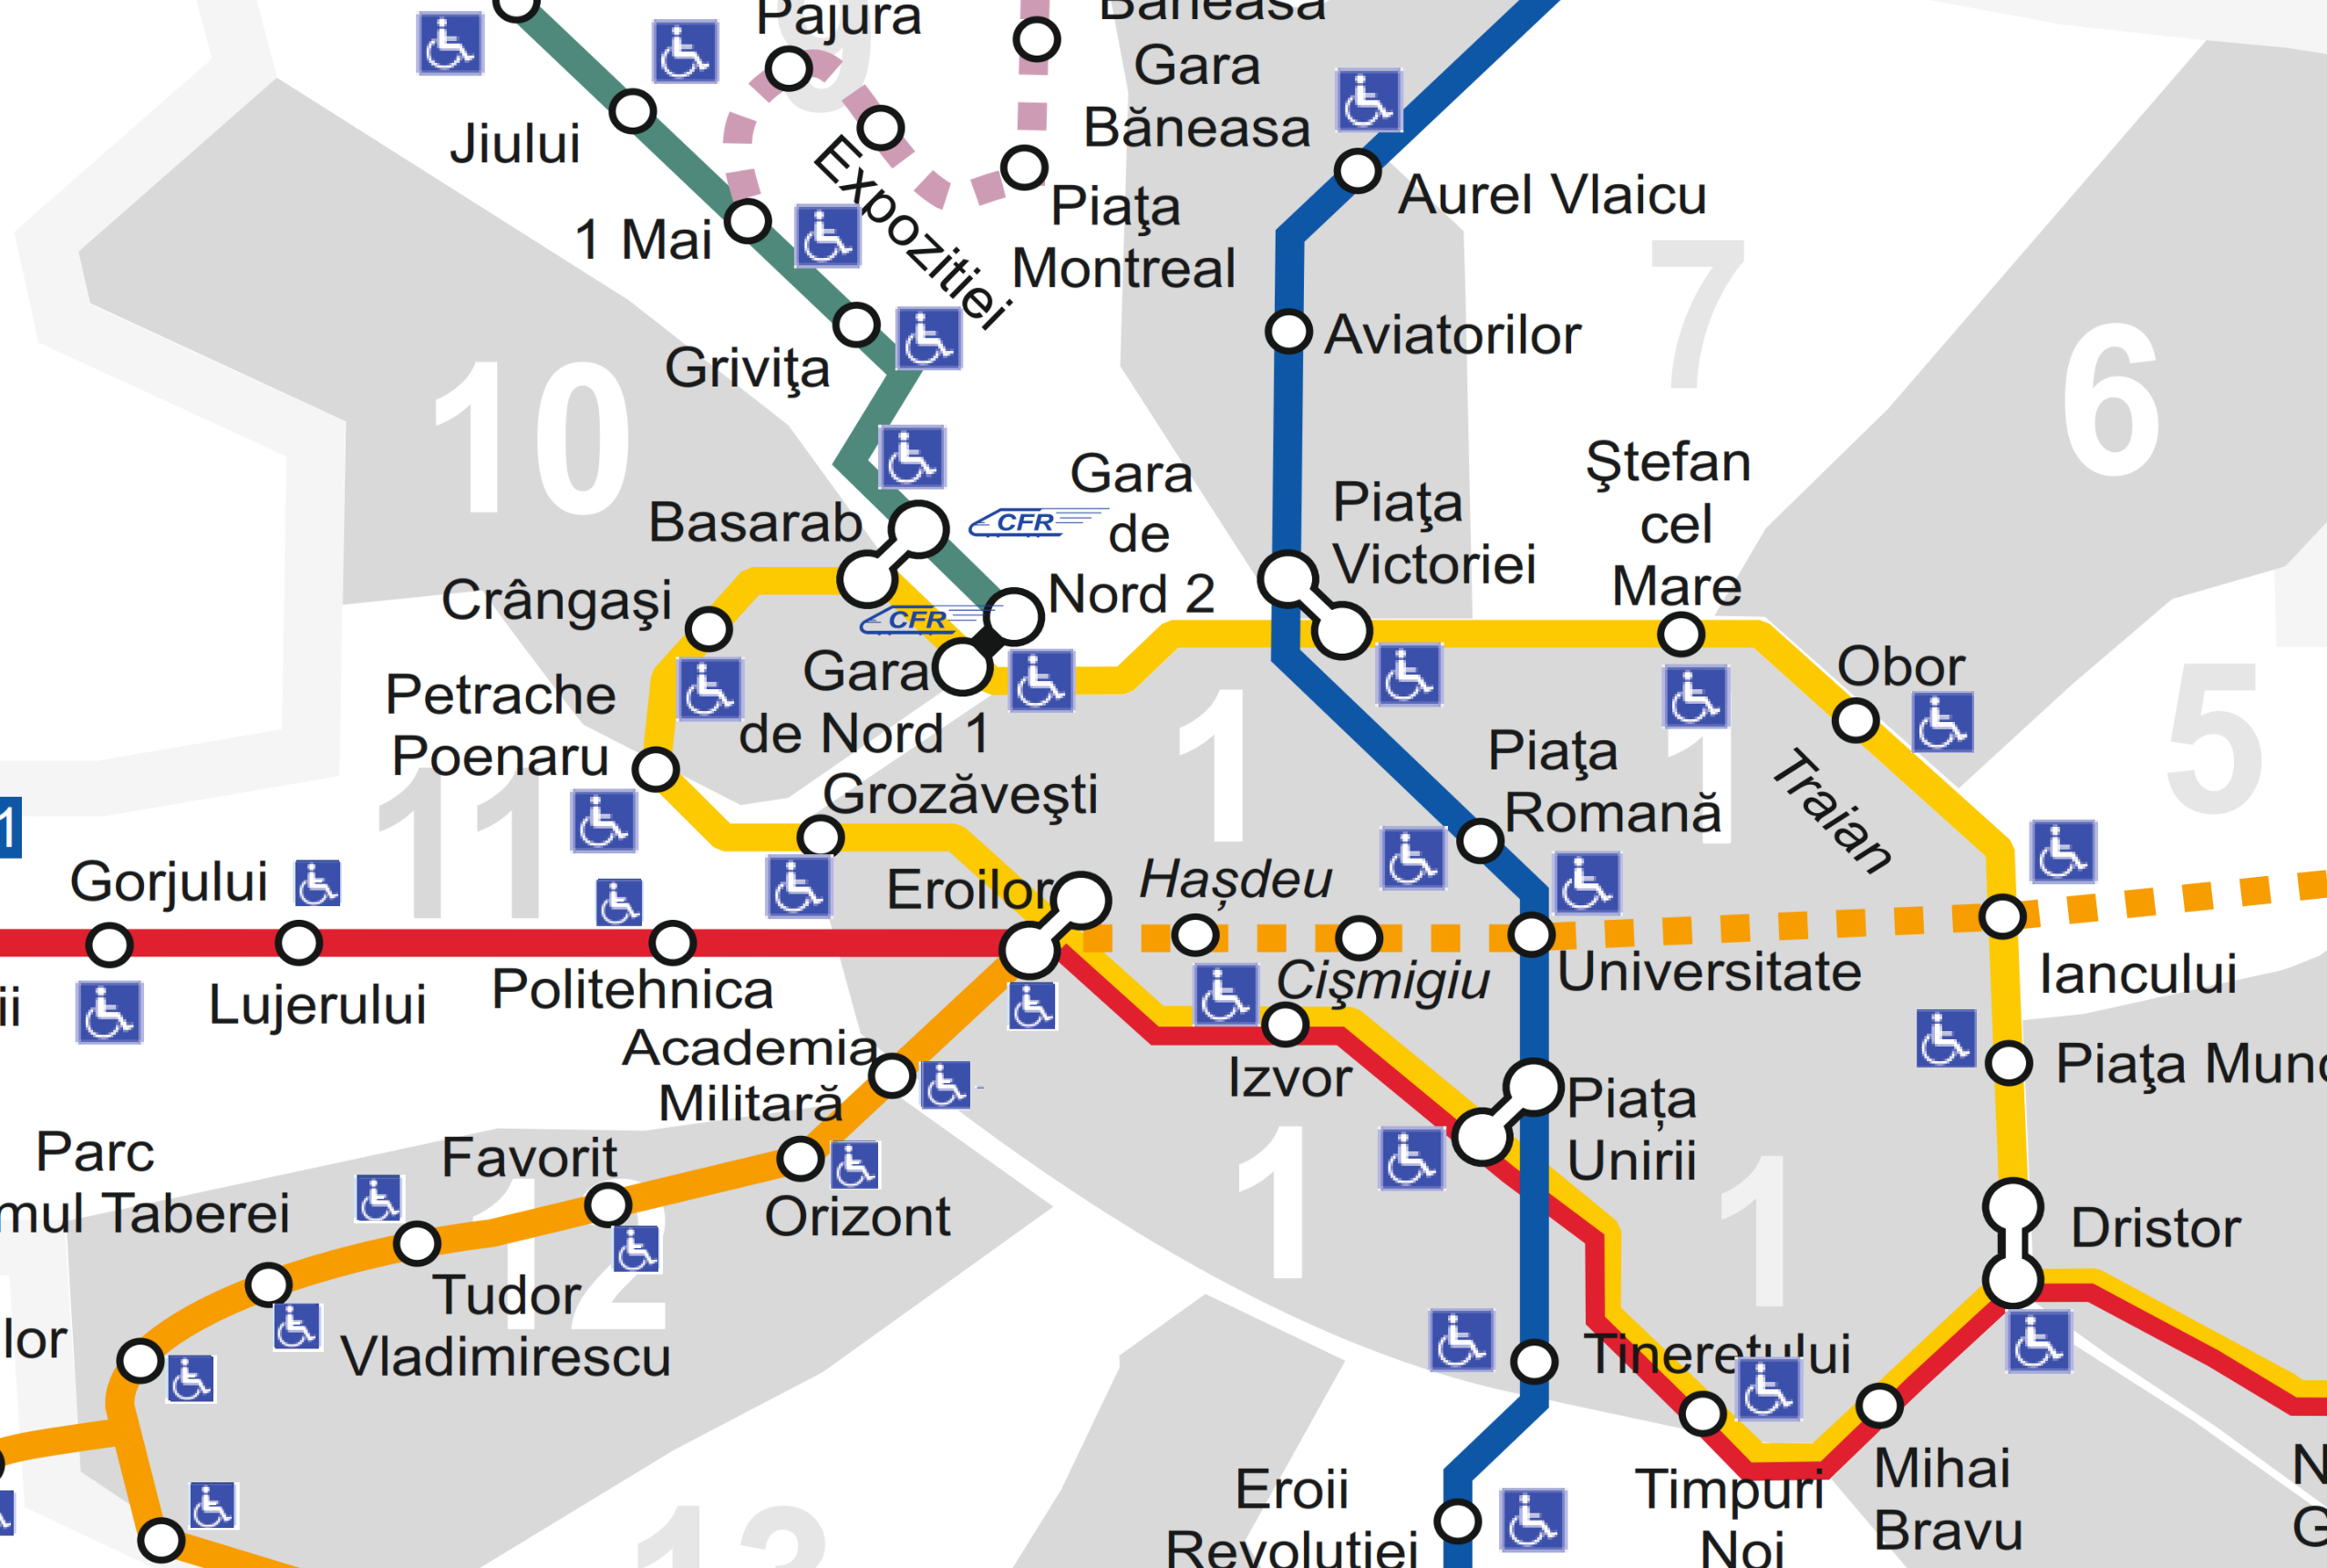 Pajura
Băneasa
Gara
Băneasa
Jiului
Expozitiei
Aurel Vlaicu
1 Mai
Piaţa
Montreal
9
7
Aviatorilor
Griviţa
10
6
Ştefan
cel
Mare
Gara
de
Nord 2
Piaţa
Victoriei
Basarab
CFR
Crângaşi
CFR
Gara
de Nord 1
Obor
5
Petrache
Poenaru
1
1
Piaţa
Romană
Traian
11
Grozăveşti
1
Gorjului
Eroilor
Hașdeu
Cişmigiu
Universitate
Iancului
ii
Lujerului
Politehnica
Academia
Militară
Izvor
Piaţa Munc
Piața
Unirii
1
1
Parc
mul Taberei
Favorit
12
Orizont
Dristor
Tudor
Vladimirescu
lor
Tineretului
Eroii
Revoluţiei
Timpuri
Noi
Mihai
Bravu
N
G
13